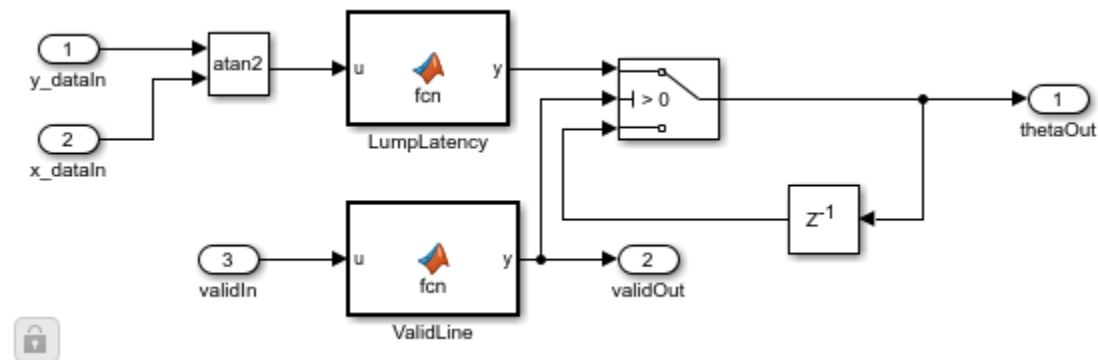 1
y_dataIn
2
x_dataIn
atan2
u
fcn
y
LumpLatency
> 0
1
thetaOut
Z-1
3
validIn
u
fcn
y
ValidLine
2
validOut